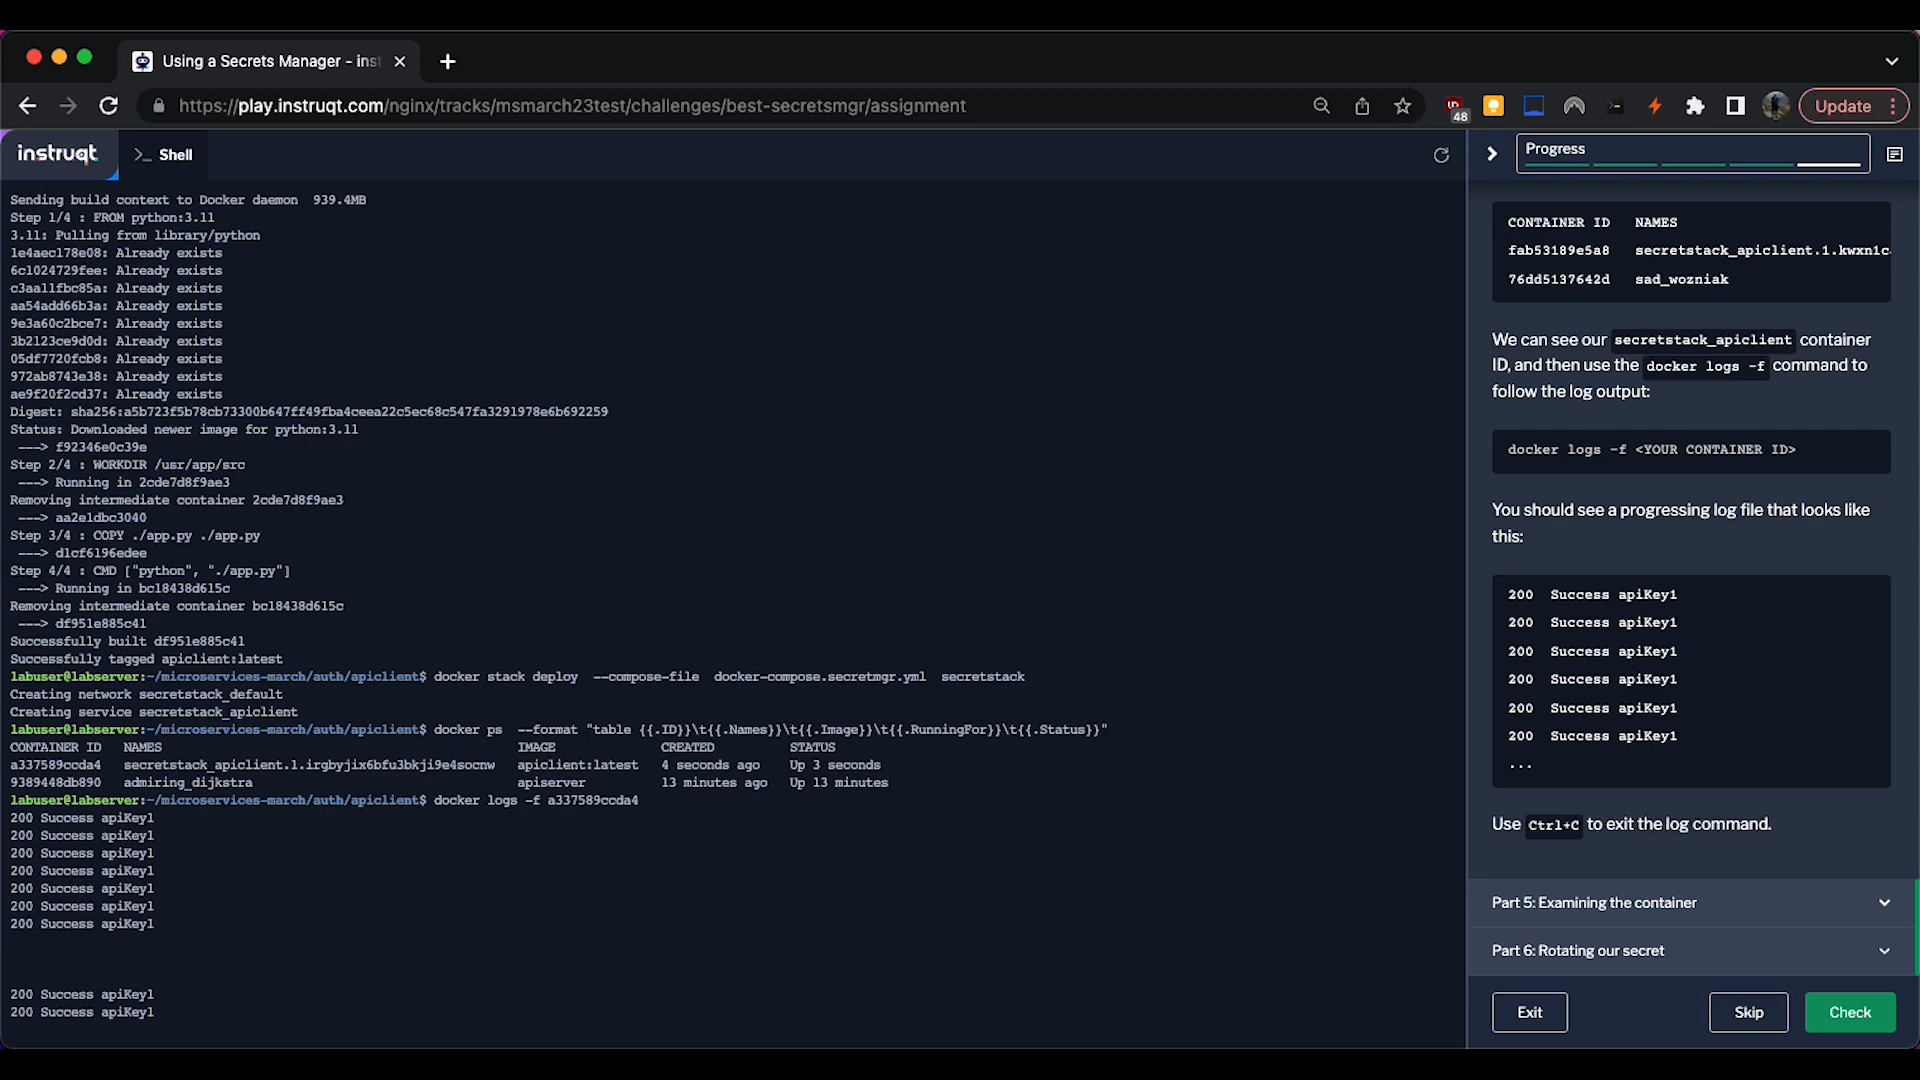 Using a Secrets Manager - inst
https://play.instruqt.com/nginx/tracks/msmarch23test/challenges/best-secretsmgr/assignment
48
Update
instruqt
>_ Shell
Progress
Sending build context to Docker daemon  939.4MB
Step 1/4 : FROM python:3.11
3.11: Pulling from library/python
1e4aec178e08: Already exists
6c1024729fee: Already exists
c3aa11fbc85a: Already exists
aa54add66b3a: Already exists
9e3a60c2bce7: Already exists
3b2123ce9d0d: Already exists
05df7720fcb8: Already exists
972ab8743e38: Already exists
ae9f20f2cd37: Already exists
Digest: sha256:a5b723f5b78cb73300b647ff49fba4ceea22c5ec68c547fa3291978e6b692259
Status: Downloaded newer image for python:3.11
---> f92346e0c39e
Step 2/4 : WORKDIR /usr/app/src
---> Running in 2cde7d8f9ae3
Removing intermediate container 2cde7d8f9ae3
---> aa2e1dbc3040
Step 3/4 : COPY ./app.py ./app.py
---> d1cf6196edee
Step 4/4 : CMD ["python", "./app.py"]
---> Running in bc18438d615c
Removing intermediate container bc18438d615c
---> df951e885c41
Successfully built df951e885c41
Successfully tagged apiclient:latest
labuser@labserver:~/microservices-march/auth/apiclient$ docker stack deploy --compose-file docker-compose.secretmgr.yml secretstack
Creating network secretstack_default
Creating service secretstack_apiclient
labuser@labserver:~/microservices-march/auth/apiclient$ docker ps --format "table {{.ID}}\t{{.Names}}\t{{.Image}}\t{{.RunningFor}}\t{{.Status}}"
CONTAINER ID   NAMES   IMAGE   CREATED   STATUS
a337589ccda4   secretstack_apiclient.1.irgbyjix6bfu3bkji9e4socnw   apiclient:latest   4 seconds ago   Up 3 seconds
9389448db890   admiring_dijkstra   apiserver   13 minutes ago   Up 13 minutes
labuser@labserver:~/microservices-march/auth/apiclient$ docker logs -f a337589ccda4
200 Success apiKey1
200 Success apiKey1
200 Success apiKey1
200 Success apiKey1
200 Success apiKey1
200 Success apiKey1
200 Success apiKey1
200 Success apiKey1
200 Success apiKey1
CONTAINER ID   NAMES
fab53189e5a8   secretstack_apiclient.1.kwxn1c
76dd5137642d   sad_wozniak
We can see our secretstack_apiclient container
ID, and then use the docker logs -f command to
follow the log output:
docker logs -f <YOUR CONTAINER ID>
You should see a progressing log file that looks like
this:
200  Success apiKey1
200  Success apiKey1
200  Success apiKey1
200  Success apiKey1
200  Success apiKey1
200  Success apiKey1
...
Use Ctrl+C to exit the log command.
Part 5: Examining the container
Part 6: Rotating our secret
Exit
Skip
Check